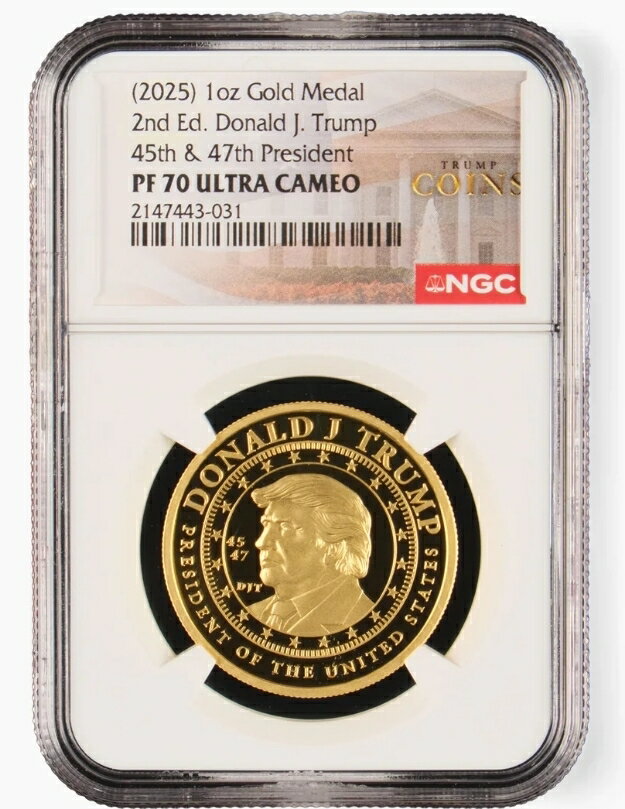 (2025) 1oz Gold Medal
2nd Ed. Donald J. Trump
45th & 47th President
PF 70 ULTRA CAMEO
2147443-031
TRUMP
COINS
NGC
DONALD J TRUMP
45
47
DJT
PRESIDENT OF THE UNITED STATES